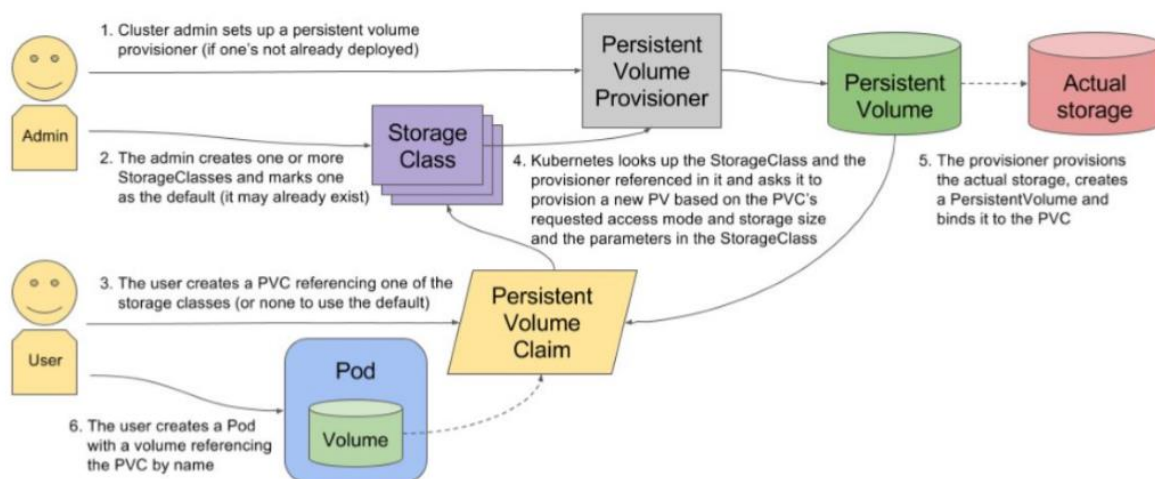 1. Cluster admin sets up a persistent volume
provisioner (if one's not already deployed)
Persistent
Volume
Provisioner
Persistent
Volume
Actual
storage
Admin
Storage
Class
2. The admin creates one or more
StorageClasses and marks one
as the default (it may already exist)
4. Kubernetes looks up the StorageClass and the
provisioner referenced in it and asks it to
provision a new PV based on the PVC's
requested access mode and storage size
and the parameters in the StorageClass
5. The provisioner provisions
the actual storage, creates
a PersistentVolume and
binds it to the PVC
3. The user creates a PVC referencing one of the
storage classes (or none to use the default)
Persistent
Volume
Claim
User
Pod
Volume
6. The user creates a Pod
with a volume referencing
the PVC by name